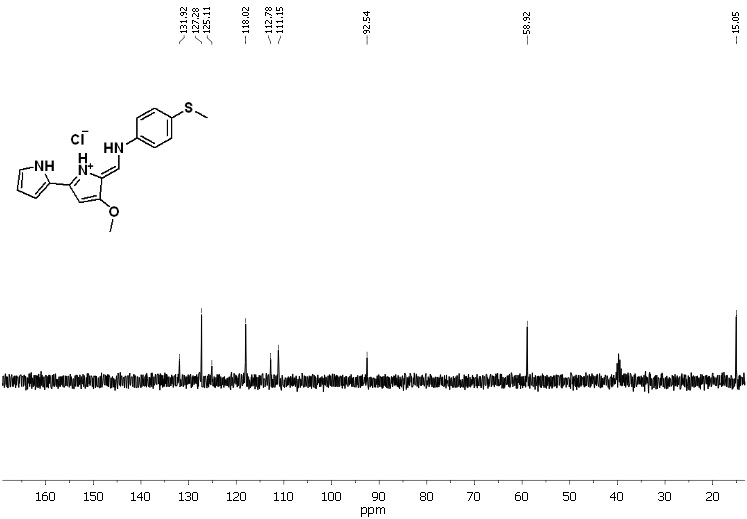 131.92 127.28 125.11 118.02 112.78 111.15 92.54 58.92 15.05
S
Cl −
HN
H
NH N +
O
160 150 140 130 120 110 100 90 80 70 60 50 40 30 20
ppm